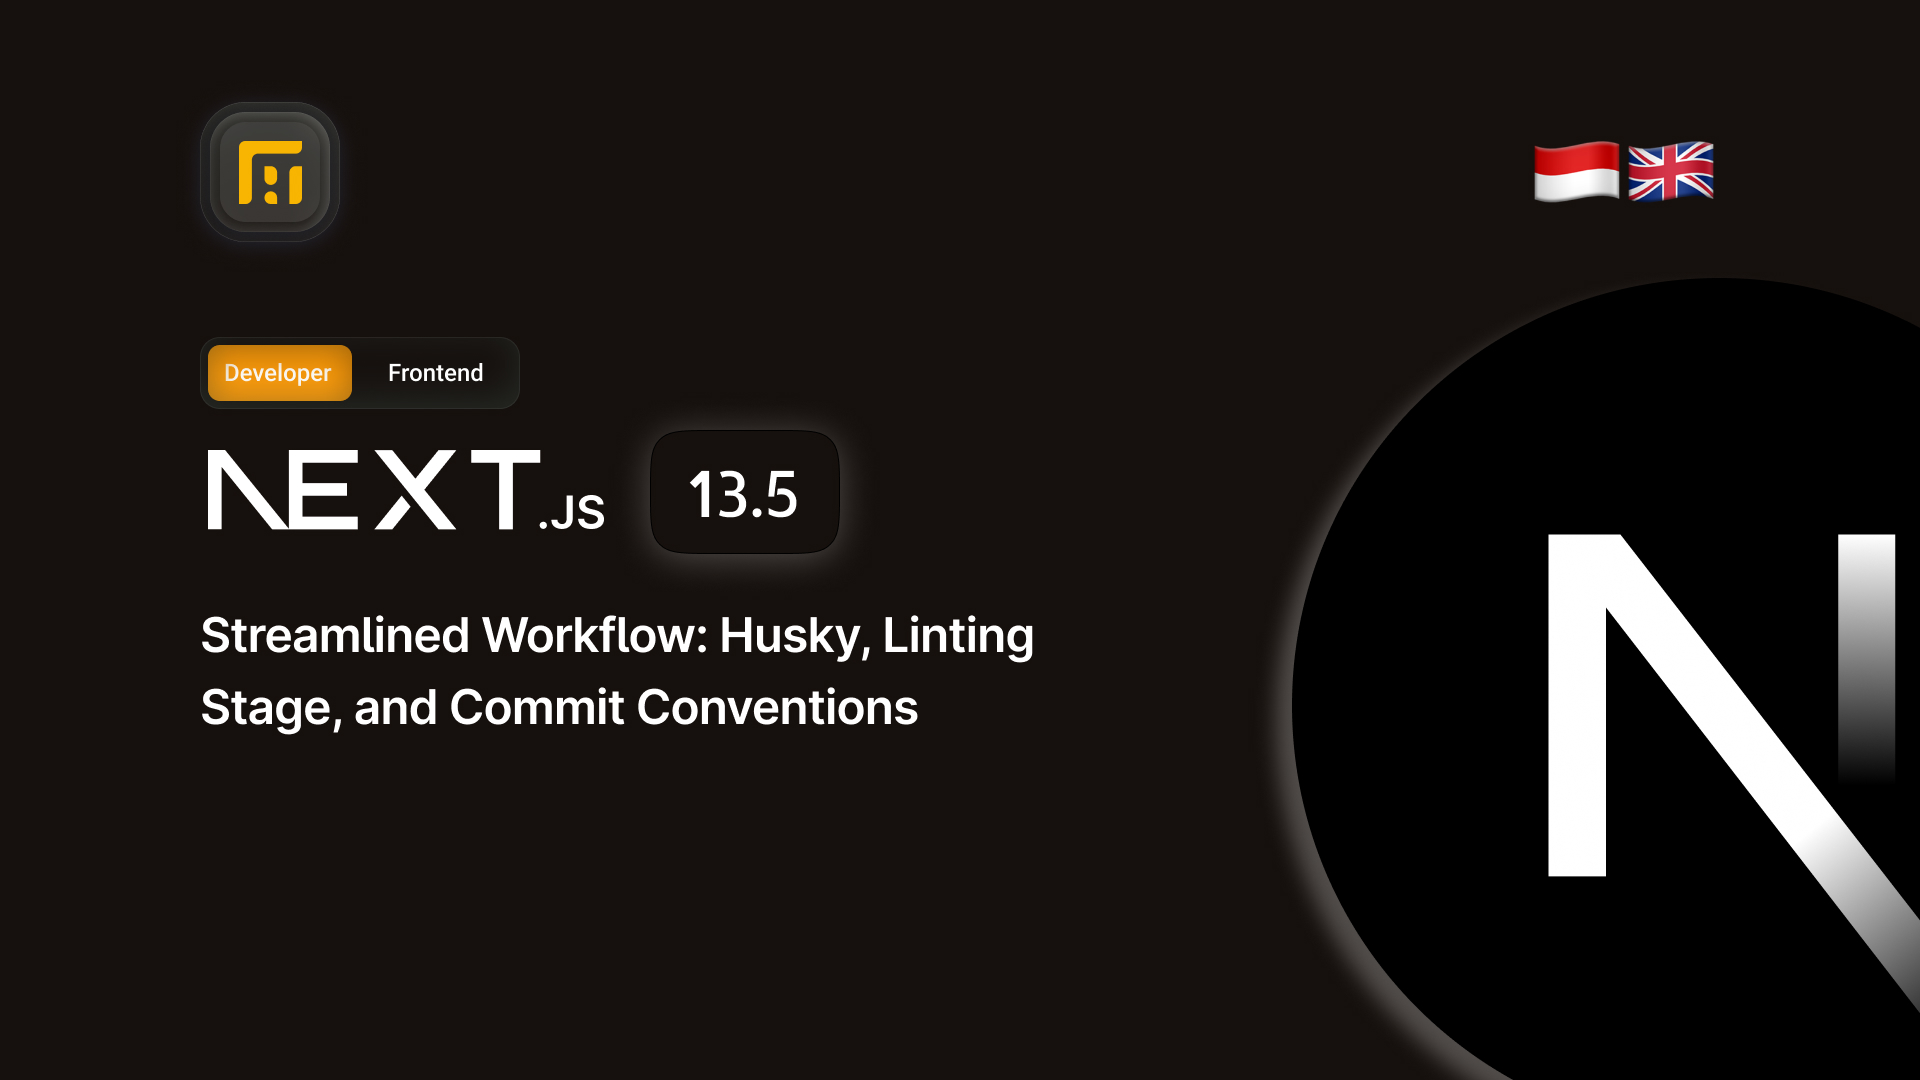 Developer Frontend
NEXT.JS 13.5
Streamlined Workflow: Husky, Linting
Stage, and Commit Conventions
N